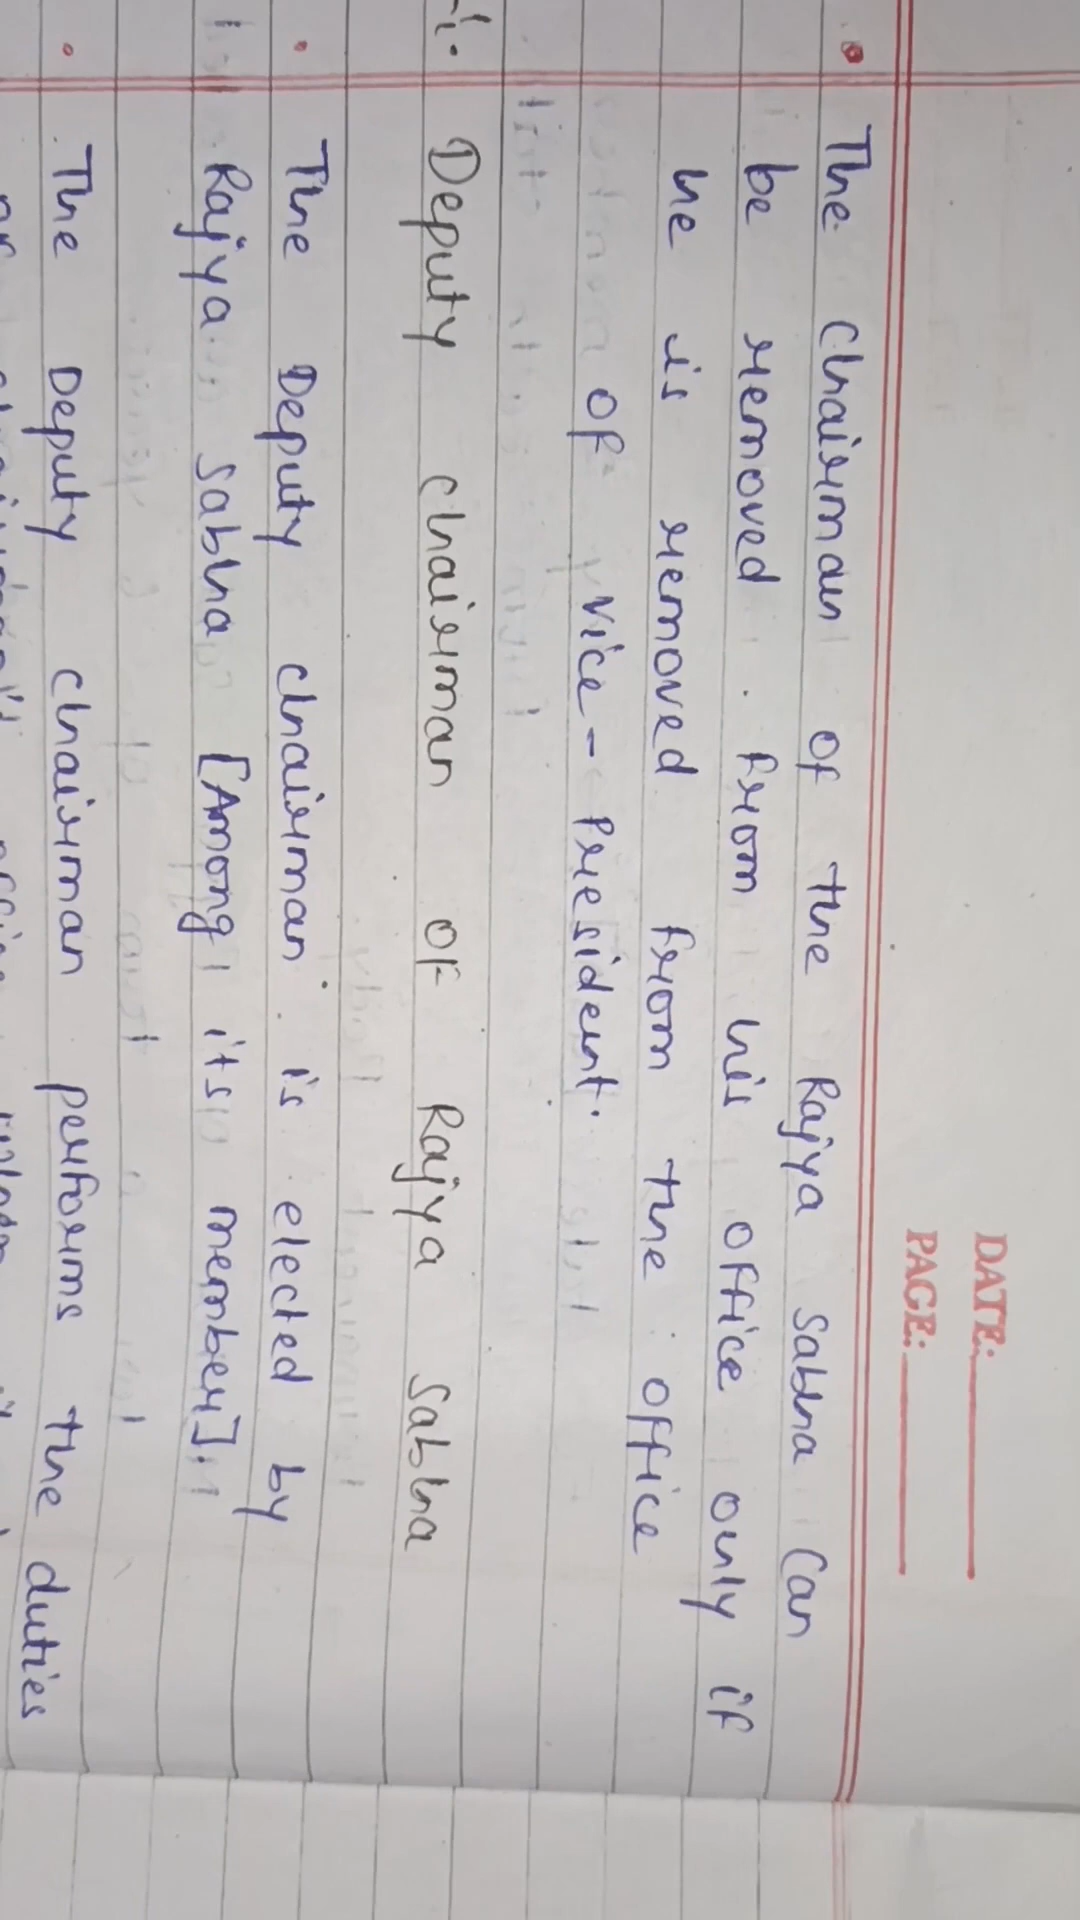 DATE:
PAGE:
• The Chairman of the Rajya Sabha Can
be removed from his office only if
he is removed from the office
of Vice-President.
Deputy Chairman OF Rajya Sabha
• The Deputy Chairman is elected by
Rajya Sabha [Among its member].
• The Deputy Chairman performs the duties